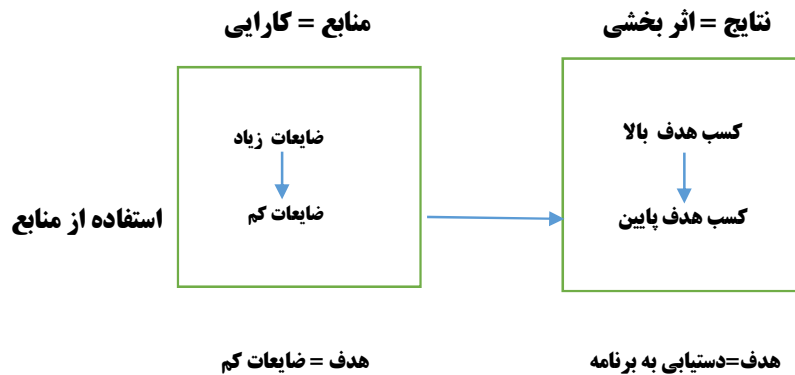 نتایج = اثر بخشی
منابع = کارایی
کسب هدف بالا
ضایعات زیاد
کسب هدف پایین
ضایعات کم
استفاده از منابع
هدف=دستیابی به برنامه
هدف = ضایعات کم